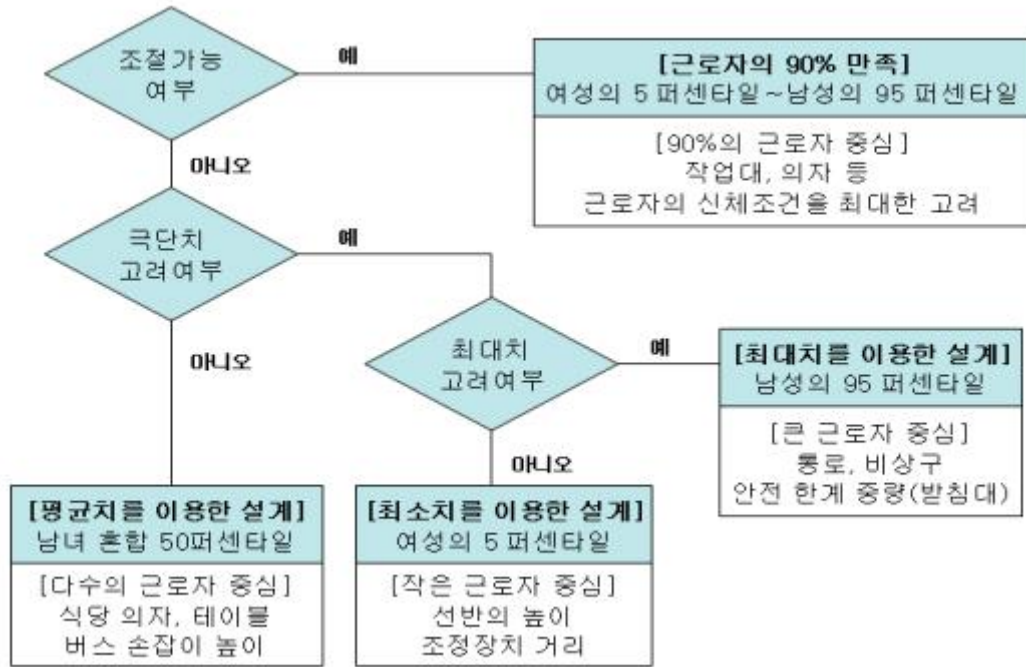 조절가능
여부
예
[근로자의 90% 만족]
여성의 5 퍼센타일~남성의 95 퍼센타일
[90%의 근로자 중심]
작업대, 의자 등
근로자의 신체조건을 최대한 고려
아니오
극단치
고려여부
예
아니오
최대치
고려여부
예
[최대치를 이용한 설계]
남성의 95 퍼센타일
[큰 근로자 중심]
통로, 비상구
안전 한계 중량(받침대)
아니오
[평균치를 이용한 설계]
남녀 혼합 50퍼센타일
[다수의 근로자 중심]
식당 의자, 테이블
버스 손잡이 높이
[최소치를 이용한 설계]
여성의 5 퍼센타일
[작은 근로자 중심]
선반의 높이
조정장치 거리